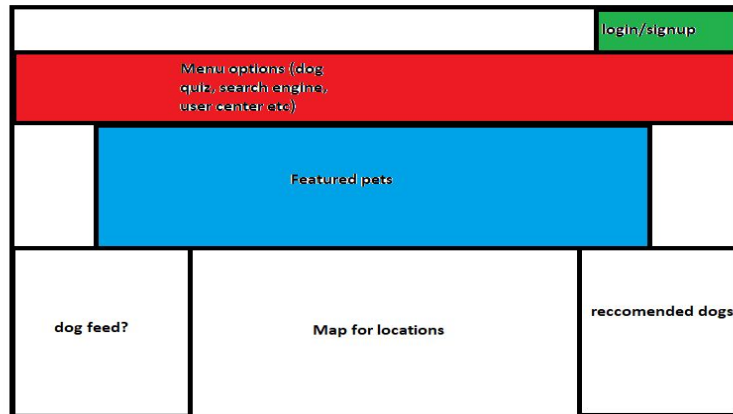 login/signup
Menu options (dog
quiz, search engine,
user center etc)
Featured pets
dog feed?
Map for locations
reccomended dogs